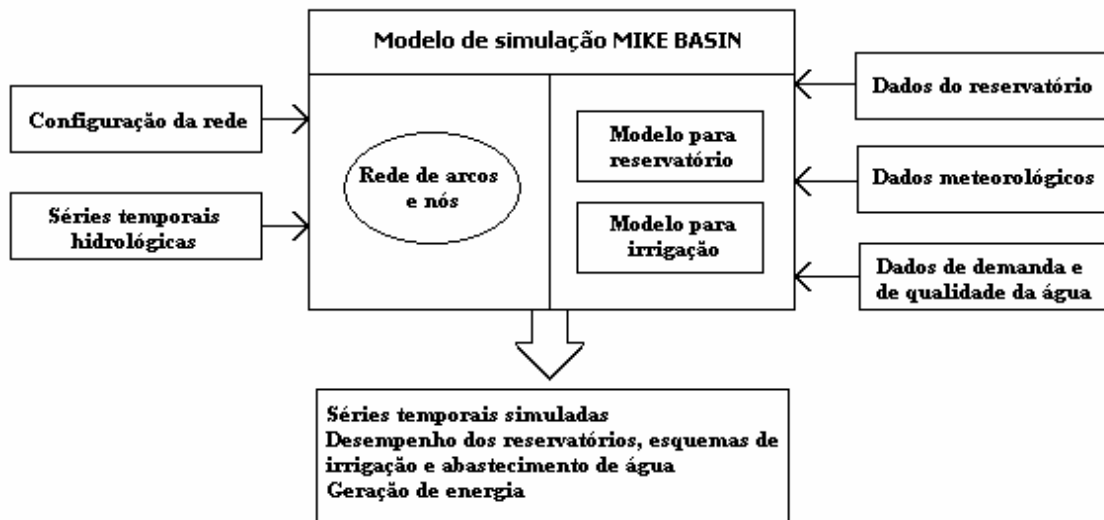 Modelo de simulação MIKE BASIN
Configuração da rede
Séries temporais
hidrológicas
Rede de arcos
e nós
Modelo para
reservatório
Modelo para
irrigação
Dados do reservatório
Dados meteorológicos
Dados de demanda e
de qualidade da água
Séries temporais simuladas
Desempenho dos reservatórios, esquemas de
irrigação e abastecimento de água
Geração de energia